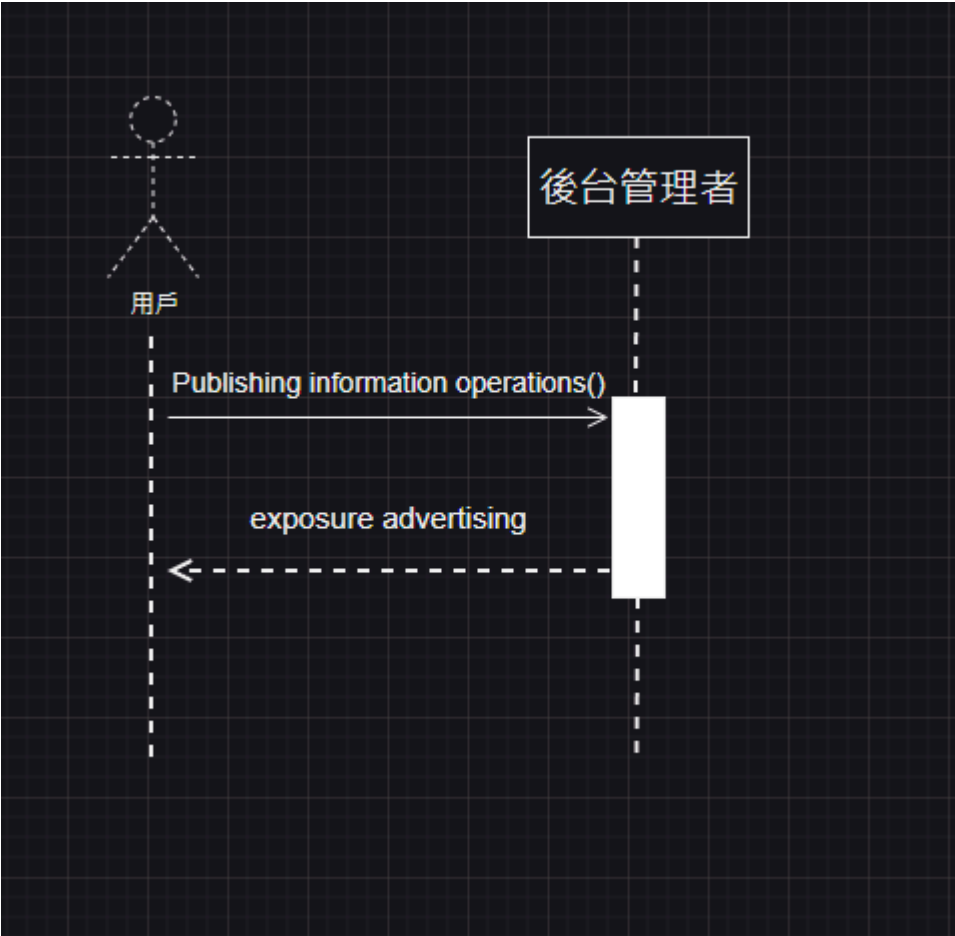 後台管理者
用戶
Publishing information operations()
exposure advertising